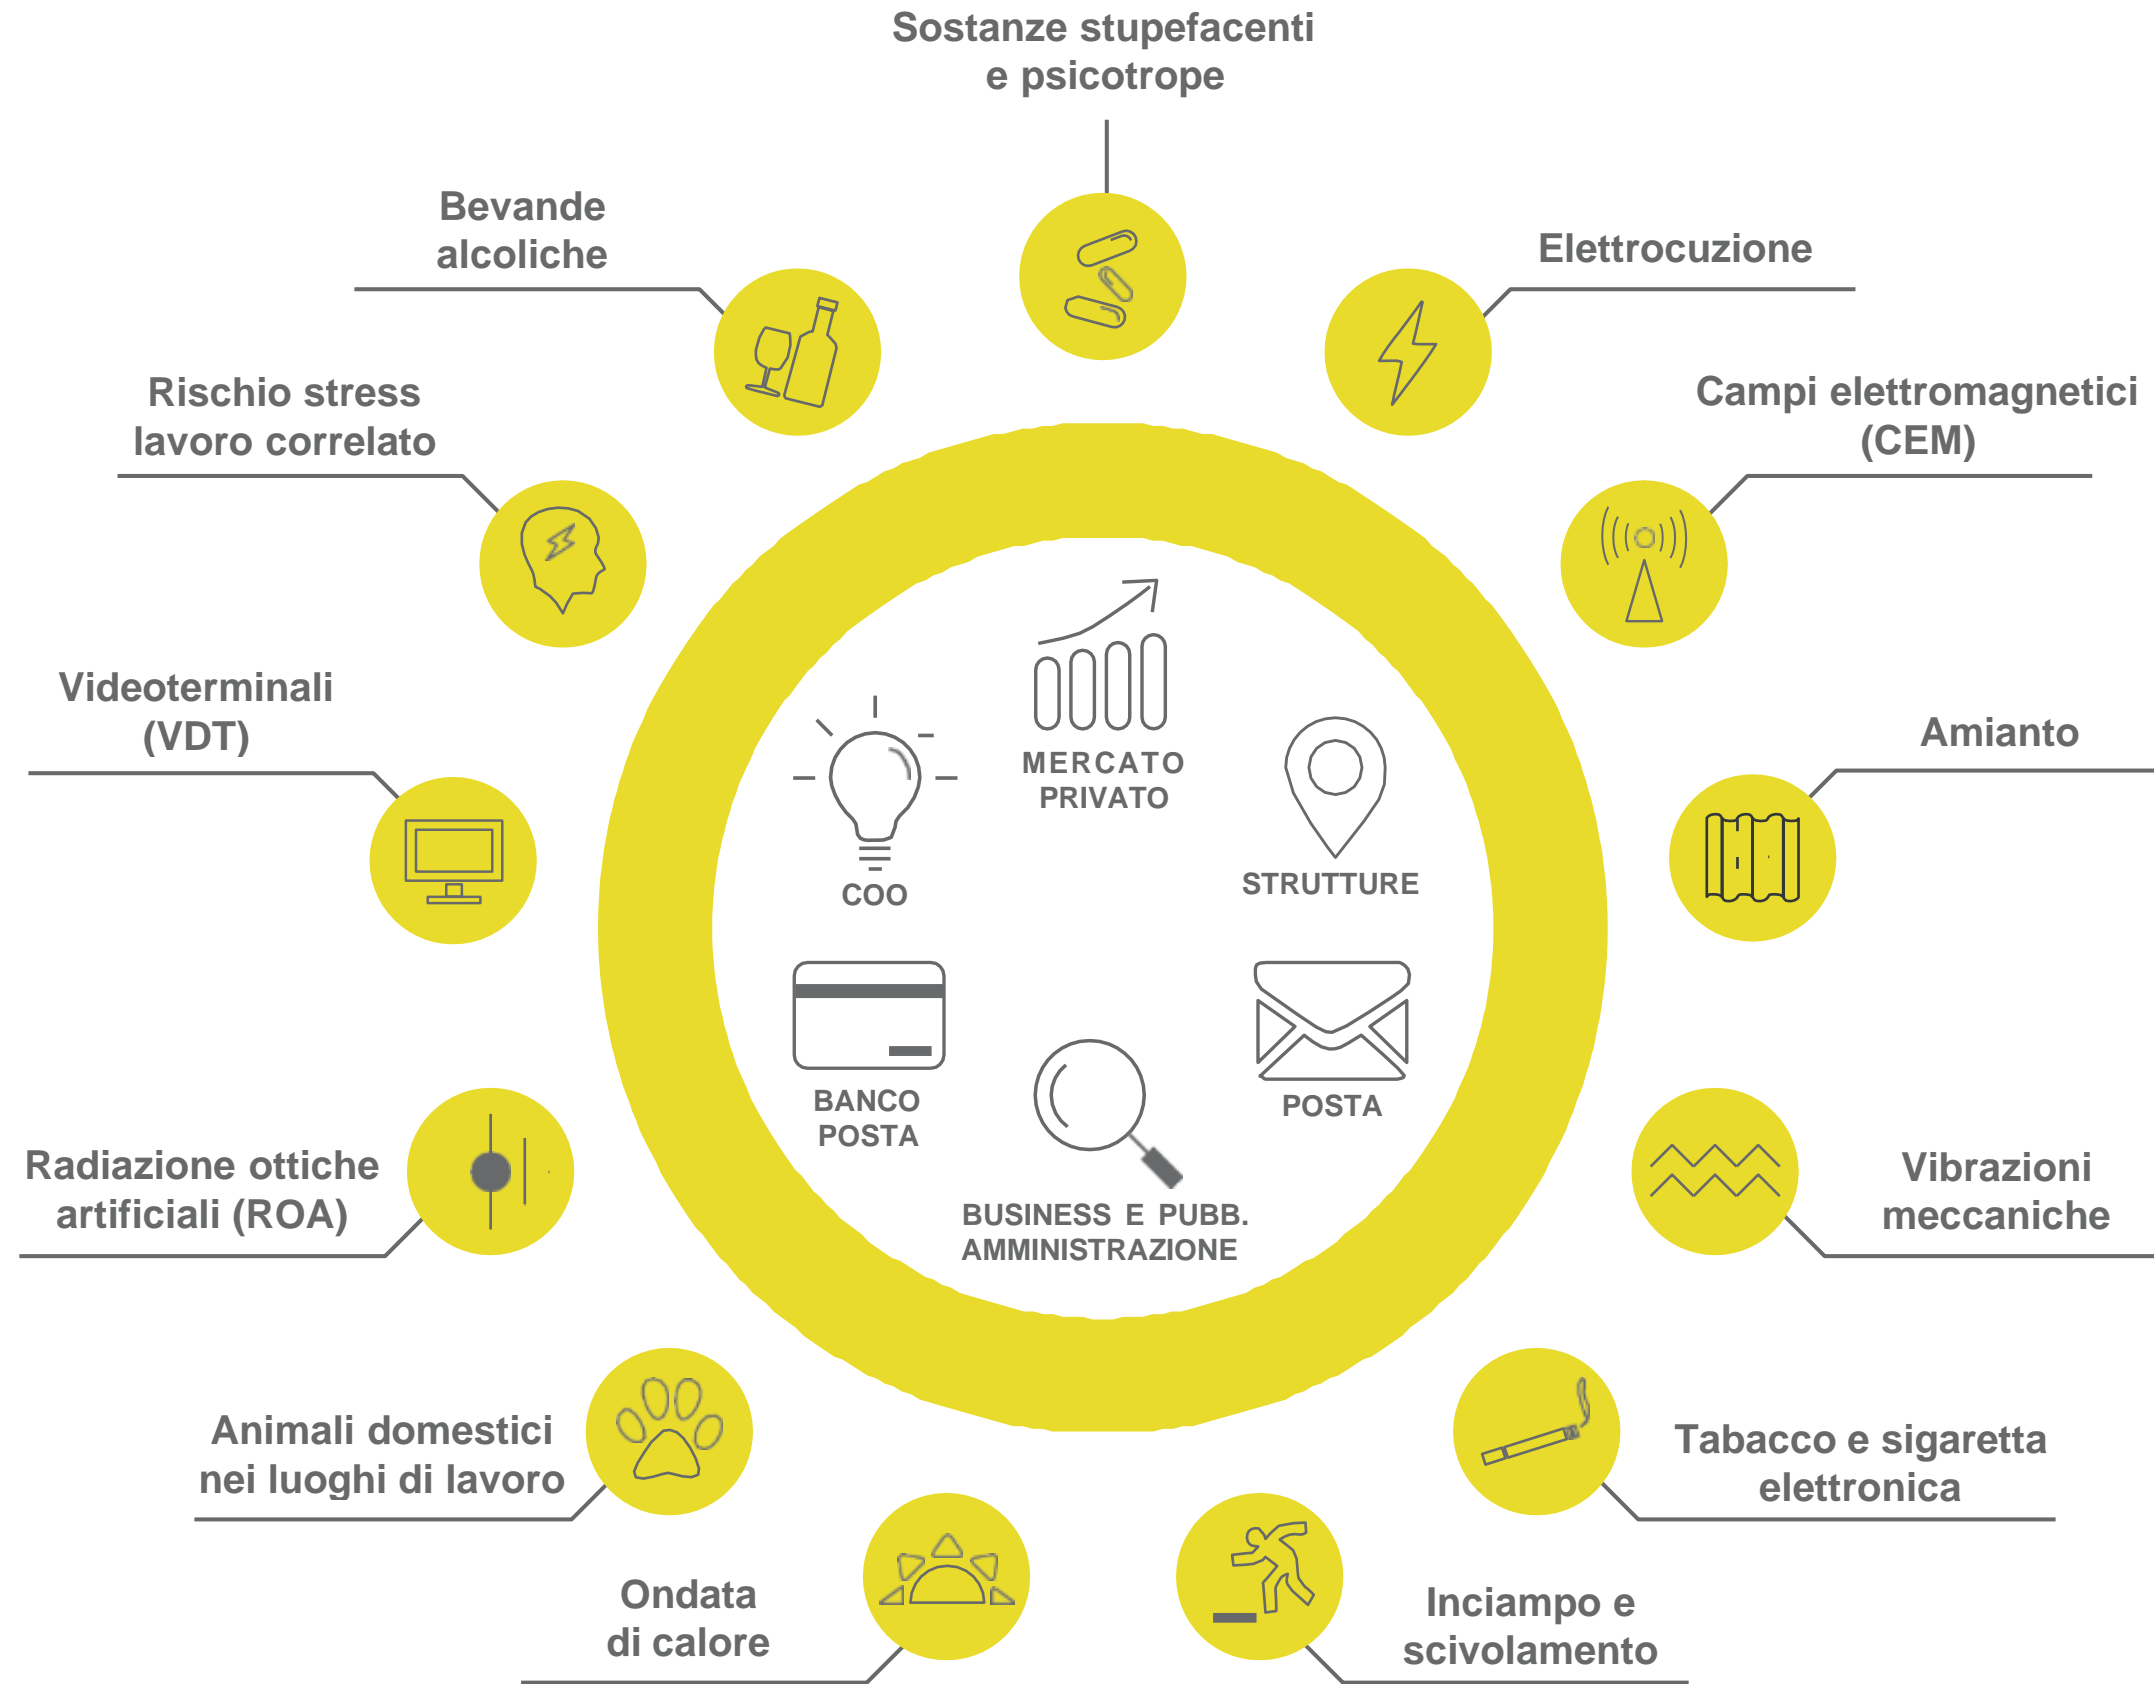 Sostanze stupefacenti
e psicotrope
Bevande
alcoliche
Elettrocuzione
Rischio stress
lavoro correlato
Campi elettromagnetici
(CEM)
Videoterminali
(VDT)
Amianto
MERCATO
PRIVATO
COO
STRUTTURE
BANCO
POSTA
POSTA
BUSINESS E PUBB.
AMMINISTRAZIONE
Radiazione ottiche
artificiali (ROA)
Vibrazioni
meccaniche
Animali domestici
nei luoghi di lavoro
Tabacco e sigaretta
elettronica
Ondata
di calore
Inciampo e
scivolamento